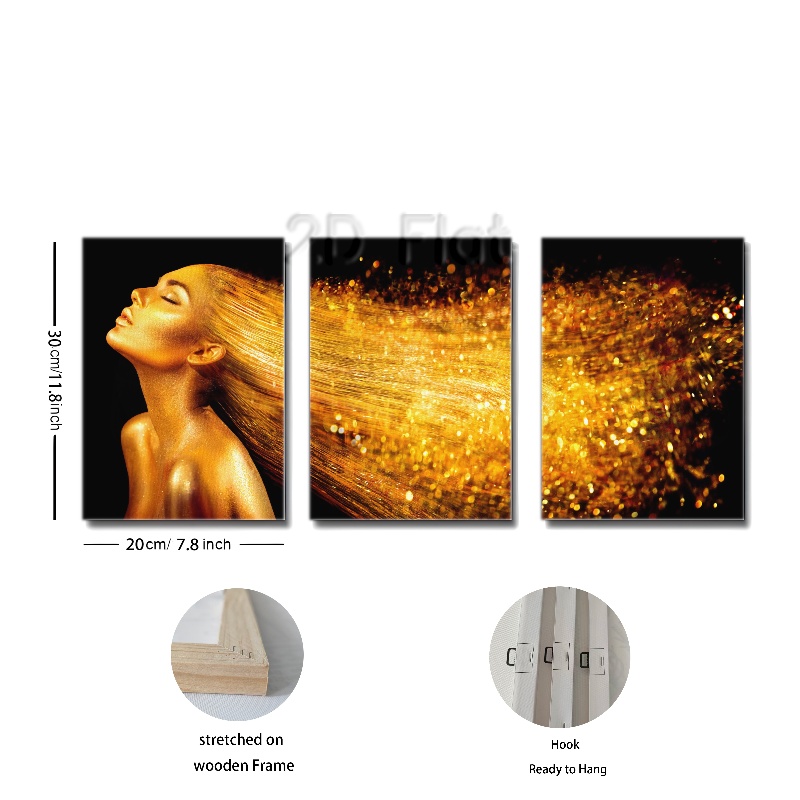 2D Flat
30cm/11.8inch
20cm/ 7.8 inch
stretched on
wooden Frame
Hook
Ready to Hang